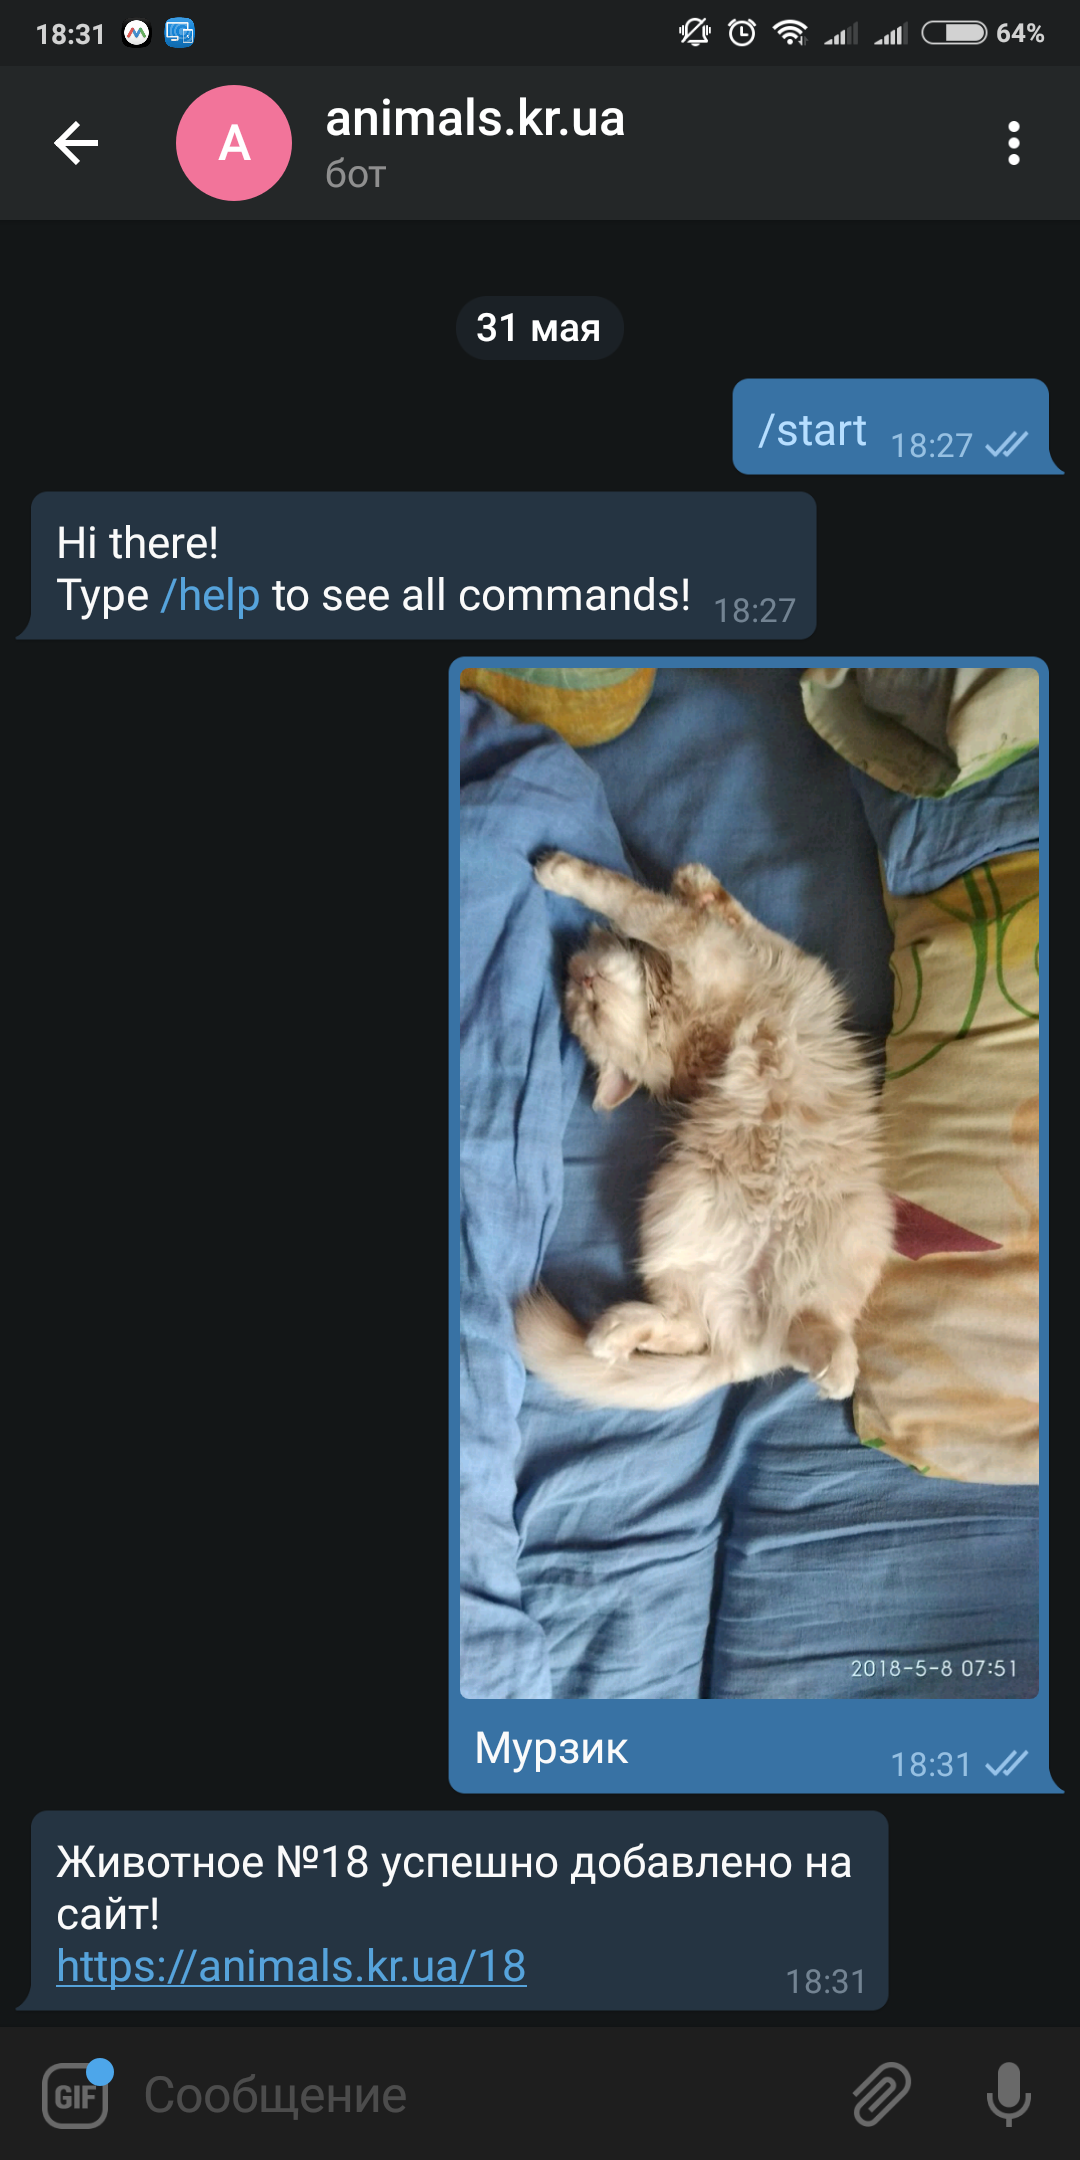 18:31
64%
A
animals.kr.ua
бот
31 мая
/start 18:27
Hi there!
Type /help to see all commands! 18:27
2018-5-8 07:51
Мурзик 18:31
Животное №18 успешно добавлено на
сайт!
https://animals.kr.ua/18 18:31
GIF Сообщение